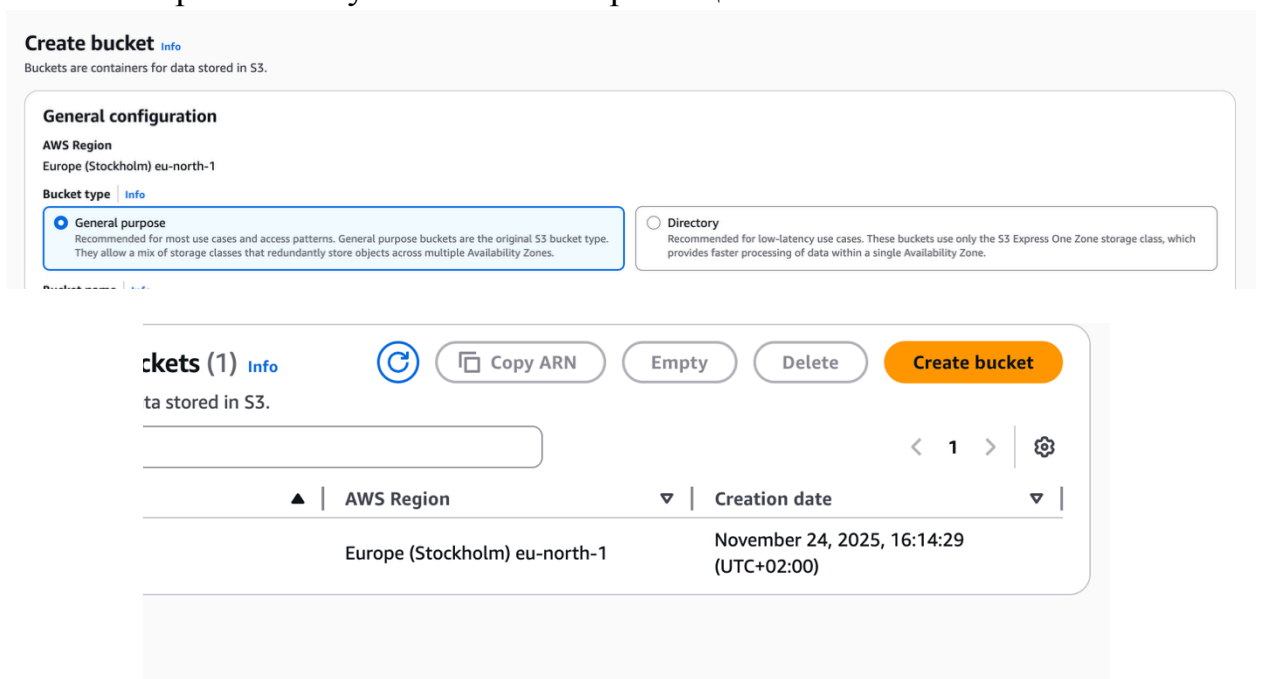 Create bucket Info
Buckets are containers for data stored in S3.
General configuration
AWS Region
Europe (Stockholm) eu-north-1
Bucket type Info
General purpose
Recommended for most use cases and access patterns. General purpose buckets are the original S3 bucket type.
They allow a mix of storage classes that redundantly store objects across multiple Availability Zones.
Directory
Recommended for low-latency use cases. These buckets use only the S3 Express One Zone storage class, which
provides faster processing of data within a single Availability Zone.
ckets (1) Info
Copy ARN
Empty
Delete
Create bucket
ta stored in S3.
1
AWS Region
Creation date
Europe (Stockholm) eu-north-1
November 24, 2025, 16:14:29
(UTC+02:00)